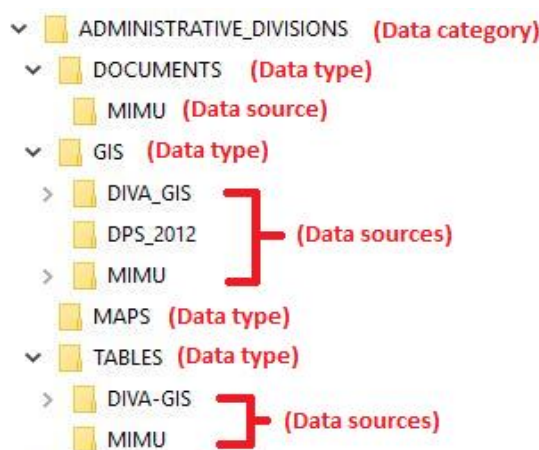 ADMINISTRATIVE_DIVISIONS (Data category)
DOCUMENTS (Data type)
MIMU (Data source)
GIS (Data type)
DIVA_GIS
DPS_2012 (Data sources)
MIMU
MAPS (Data type)
TABLES (Data type)
DIVA-GIS
(Data sources)
MIMU